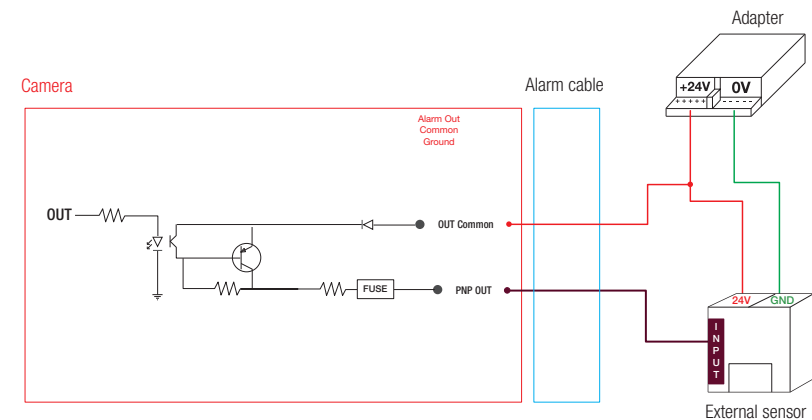 Adapter
+24V
0V
+ + + + +
- - - - -
Camera
Alarm cable
Alarm Out
Common
Ground
OUT
OUT Common
FUSE
PNP OUT
24V
GND
INPUT
External sensor